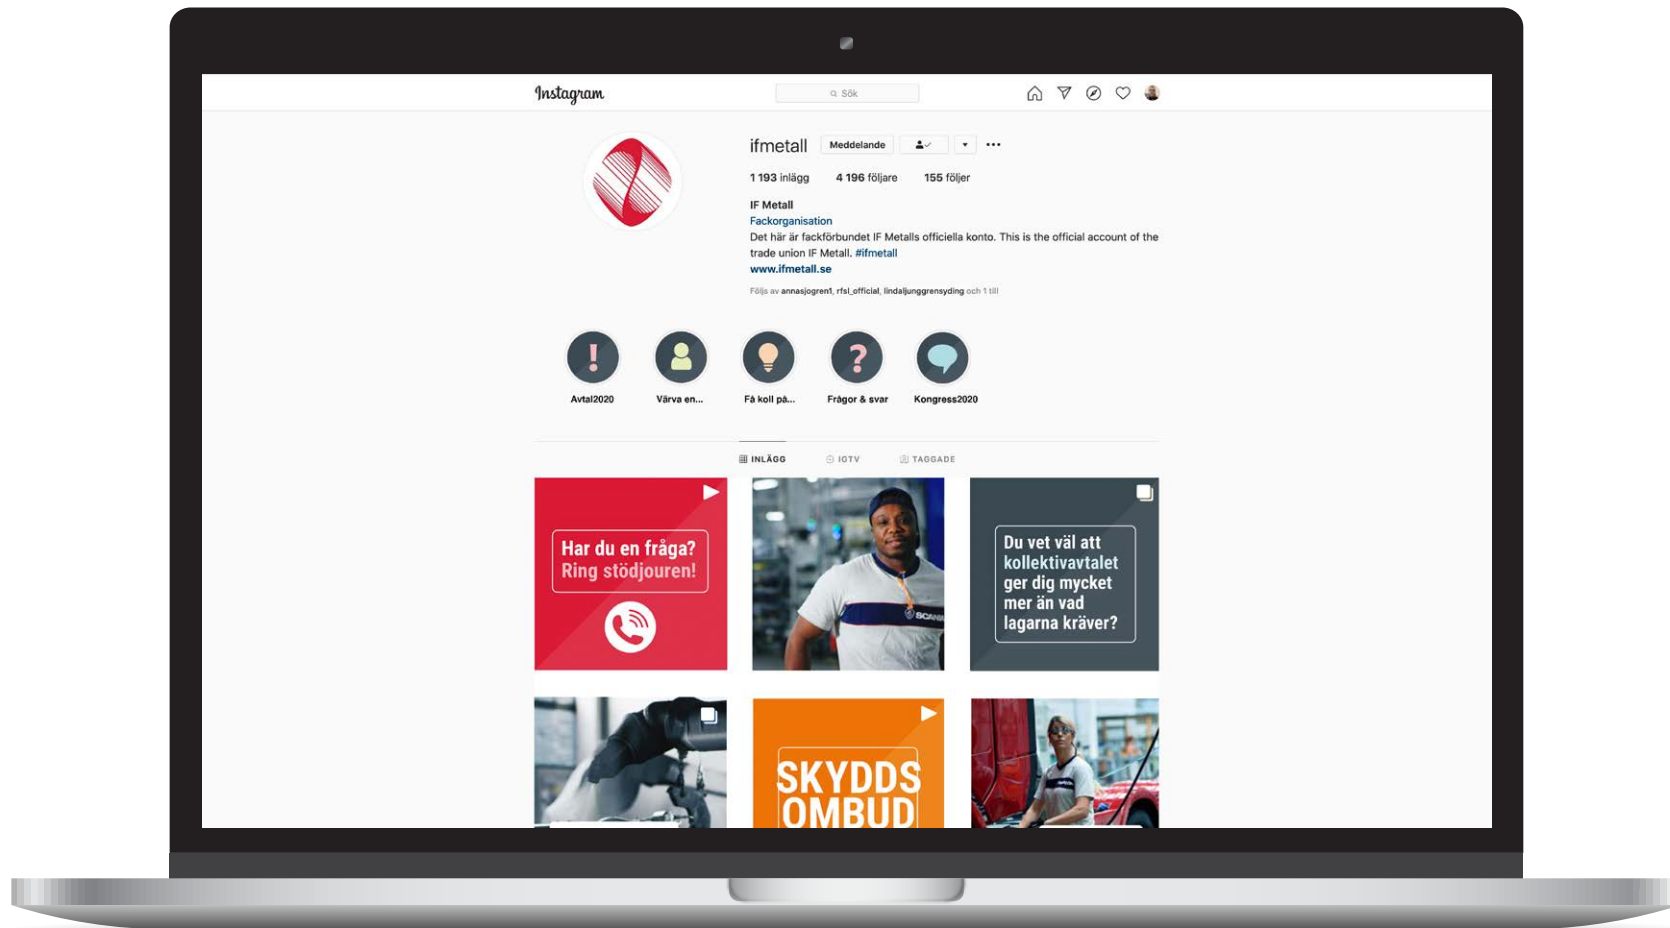 Instagram
Sök
ifmetall Meddelande
1 193 inlägg 4 196 följare 155 följer
IF Metall
Fackorganisation
Det här är fackförbundet IF Metalls officiella konto. This is the official account of the
trade union IF Metall. #ifmetall
www.ifmetall.se
Följs av annasjogren1, rfsl_official, lindaljunggrensyding och 1 till
Avtal2020 Värva en... Få koll på... Frågor & svar Kongress2020
INLÄGG IGTV TAGGADE
Har du en fråga?
Ring stödjouren!
SCANIA
Du vet väl att
kollektivavtalet
ger dig mycket
mer än vad
lagarna kräver?
SKYDDS
OMBUD